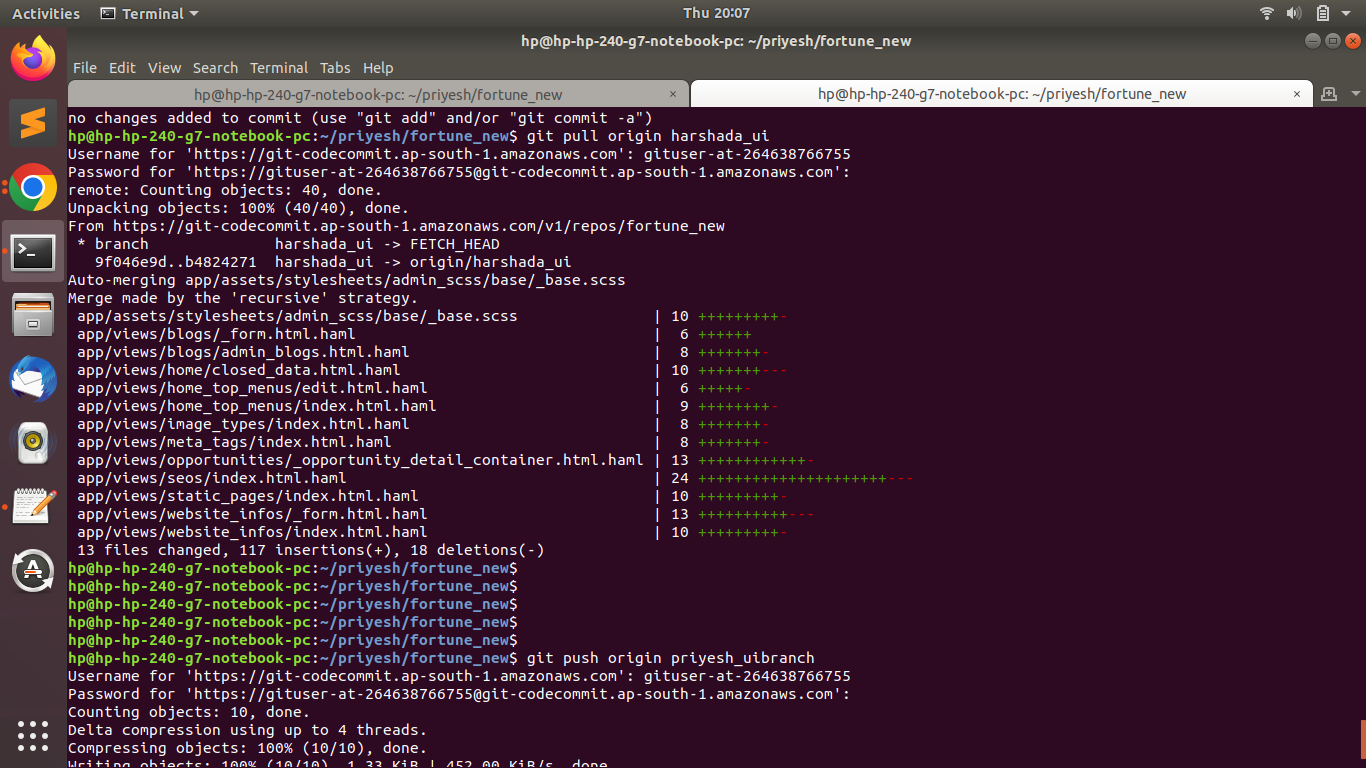 Activities Terminal Thu 20:07
hp@hp-hp-240-g7-notebook-pc: ~/priyesh/fortune_new
File Edit View Search Terminal Tabs Help
hp@hp-hp-240-g7-notebook-pc: ~/priyesh/fortune_new × hp@hp-hp-240-g7-notebook-pc: ~/priyesh/fortune_new ×
no changes added to commit (use "git add" and/or "git commit -a")
hp@hp-hp-240-g7-notebook-pc:~/priyesh/fortune_new$ git pull origin harshada_ui
Username for 'https://git-codecommit.ap-south-1.amazonaws.com': gituser-at-264638766755
Password for 'https://gituser-at-264638766755@git-codecommit.ap-south-1.amazonaws.com':
remote: Counting objects: 40, done.
Unpacking objects: 100% (40/40), done.
From https://git-codecommit.ap-south-1.amazonaws.com/v1/repos/fortune_new
 * branch              harshada_ui -> FETCH_HEAD
   9f046e9d..b4824271  harshada_ui -> origin/harshada_ui
Auto-merging app/assets/stylesheets/admin_scss/base/_base.scss
Merge made by the 'recursive' strategy.
 app/assets/stylesheets/admin_scss/base/_base.scss               | 10 +++++++++-
 app/views/blogs/_form.html.haml                                 |  6 ++++++
 app/views/blogs/admin_blogs.html.haml                           |  8 +++++++-
 app/views/home/closed_data.html.haml                            | 10 +++++++---
 app/views/home_top_menus/edit.html.haml                         |  6 +++++-
 app/views/home_top_menus/index.html.haml                        |  9 ++++++++-
 app/views/image_types/index.html.haml                           |  8 +++++++-
 app/views/meta_tags/index.html.haml                             |  8 +++++++-
 app/views/opportunities/_opportunity_detail_container.html.haml | 13 ++++++++++++-
 app/views/seos/index.html.haml                                  | 24 +++++++++++++++++++++---
 app/views/static_pages/index.html.haml                          | 10 +++++++++-
 app/views/website_infos/_form.html.haml                         | 13 ++++++++++---
 app/views/website_infos/index.html.haml                         | 10 +++++++++-
 13 files changed, 117 insertions(+), 18 deletions(-)
hp@hp-hp-240-g7-notebook-pc:~/priyesh/fortune_new$
hp@hp-hp-240-g7-notebook-pc:~/priyesh/fortune_new$
hp@hp-hp-240-g7-notebook-pc:~/priyesh/fortune_new$
hp@hp-hp-240-g7-notebook-pc:~/priyesh/fortune_new$
hp@hp-hp-240-g7-notebook-pc:~/priyesh/fortune_new$
hp@hp-hp-240-g7-notebook-pc:~/priyesh/fortune_new$ git push origin priyesh_uibranch
Username for 'https://git-codecommit.ap-south-1.amazonaws.com': gituser-at-264638766755
Password for 'https://gituser-at-264638766755@git-codecommit.ap-south-1.amazonaws.com':
Counting objects: 10, done.
Delta compression using up to 4 threads.
Compressing objects: 100% (10/10), done.
Writing objects: 100% (10/10), 1.33 KiB | 452.00 KiB/s, done.